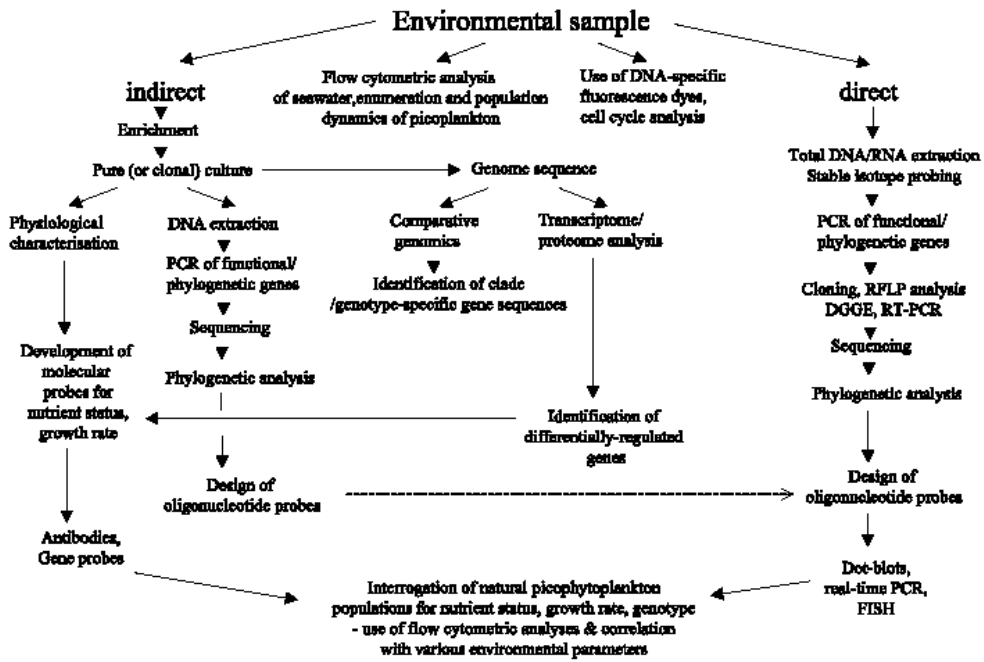 Environmental sample
indirect
Flow cytometric analysis
of seawater,enumeration and population
dynamics of picoplankton
Use of DNA-specific
fluorescence dyes,
cell cycle analysis
direct
Enrichment
Pure (or clonal) culture
Genome sequence
Total DNA/RNA extraction
Stable isotope probing
Physiological
characterisation
DNA extraction
Comparative
genomics
Transcriptome/
proteome analysis
PCR of functional/
phylogenetic genes
PCR of functional/
phylogenetic genes
Identification of clade
/genotype-specific gene sequences
Cloning, RFLP analysis
DGGE, RT-PCR
Sequencing
Sequencing
Development of
molecular
probes for
nutrient status,
growth rate
Phylogenetic analysis
Phylogenetic analysis
Identification of
differentially-regulated
genes
Design of
oligonucleotide probes
Design of
oligonucleotide probes
Antibodies,
Gene probes
Dot-blots,
real-time PCR,
FISH
Interrogation of natural picophytoplankton
populations for nutrient status, growth rate, genotype
- use of flow cytometric analyses & correlation
with various environmental parameters